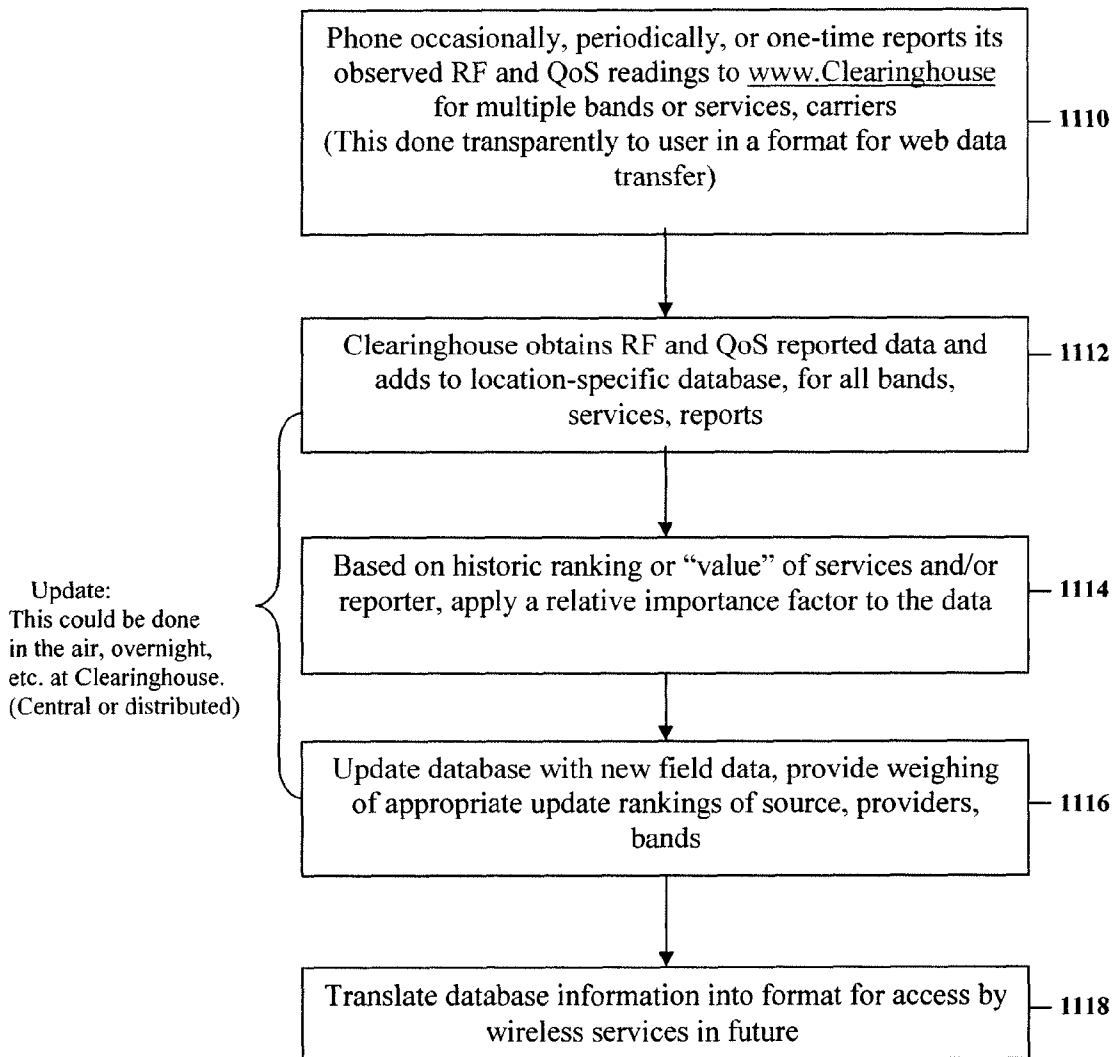 Phone occasionally, periodically, or one-time reports its
observed RF and QoS readings to www.Clearinghouse
for multiple bands or services, carriers
(This done transparently to user in a format for web data
transfer)
1110
Clearinghouse obtains RF and QoS reported data and
adds to location-specific database, for all bands,
services, reports
1112
Based on historic ranking or “value” of services and/or
reporter, apply a relative importance factor to the data
1114
Update:
This could be done
in the air, overnight,
etc. at Clearinghouse.
(Central or distributed)
Update database with new field data, provide weighing
of appropriate update rankings of source, providers,
bands
1116
Translate database information into format for access by
wireless services in future
1118